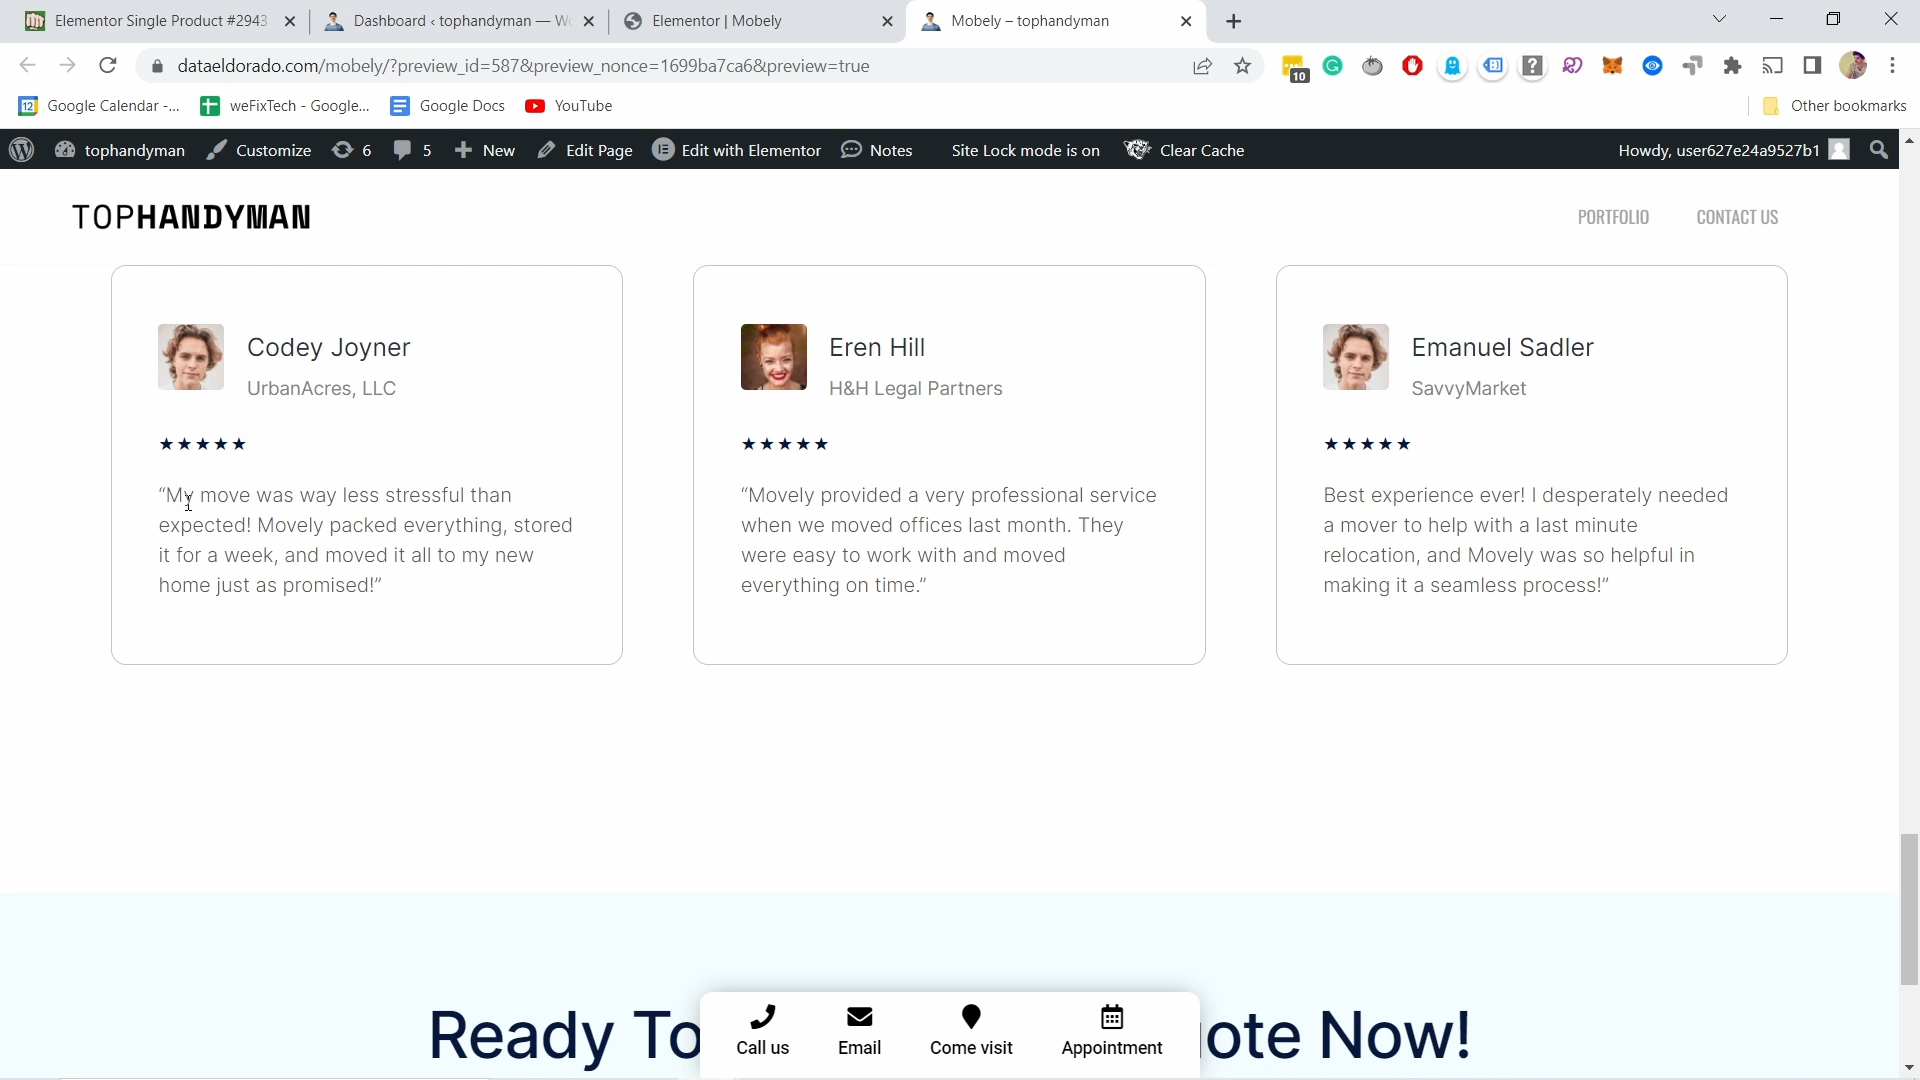 Elementor Single Product #2943
Dashboard ‹ tophandyman — W
Elementor | Mobely
Mobely – tophandyman
dataeldorado.com/mobely/?preview_id=587&preview_nonce=1699ba7ca6&preview=true
10
12 Google Calendar -...
weFixTech - Google...
Google Docs
YouTube
Other bookmarks
tophandyman
Customize
6
5
New
Edit Page
Edit with Elementor
Notes
Site Lock mode is on
Clear Cache
Howdy, user627e24a9527b1
TOPHANDYMAN
PORTFOLIO
CONTACT US
Codey Joyner
UrbanAcres, LLC
“My move was way less stressful than
expected! Movely packed everything, stored
it for a week, and moved it all to my new
home just as promised!”
Eren Hill
H&H Legal Partners
“Movely provided a very professional service
when we moved offices last month. They
were easy to work with and moved
everything on time.”
Emanuel Sadler
SavvyMarket
Best experience ever! I desperately needed
a mover to help with a last minute
relocation, and Movely was so helpful in
making it a seamless process!”
Ready To ote Now!
Call us
Email
Come visit
Appointment